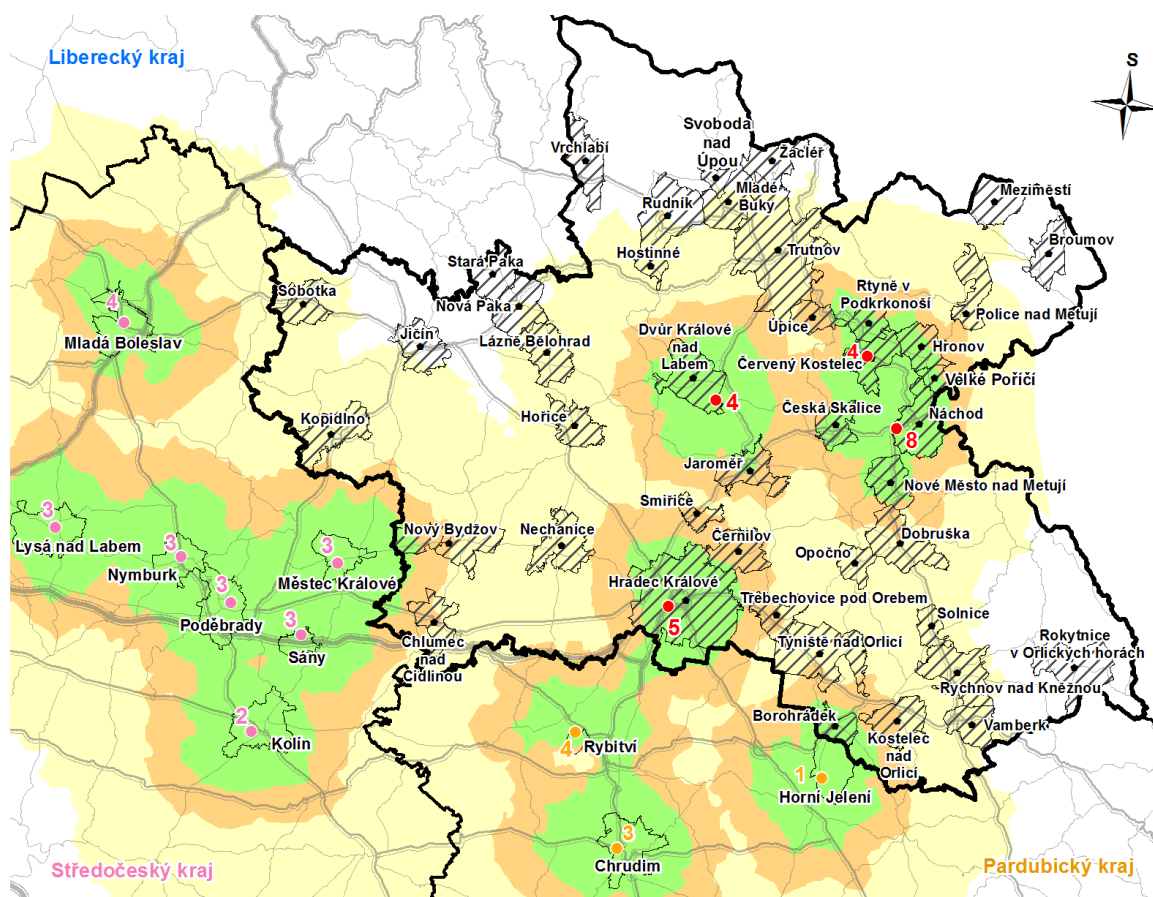 Liberecký kraj
S
Svoboda
nad
Úpou
Vrchlabí
Žacléř
Mladé
Buky
Meziměstí
Rudník
Broumov
Trutnov
Hostinné
Stará Paka
Rtyně v
Podkrkonoší
Sobotka
4
Nová Paka
Úpice
Police nad Metují
Mladá Boleslav
Jičín
Lázně Bělohrad
Dvůr Králové
nad
Labem
Hronov
Červený Kostelec
4
Velké Poříčí
4
Hořice
Česká Skalice
Náchod
Kopidlno
8
Jaroměř
Nové Město nad Metují
3
Smiřice
Lysá nad Labem
3
Nový Bydžov
Nechanice
Černilov
Dobruška
Nymburk
3
Opočno
Městec Králové
3
Hradec Králové
Třebechovice pod Orebem
Poděbrady
3
5
Solnice
Sány
Chlumec
nad
Cidlinou
Týniště nad Orlicí
Rokytnice
v Orlických horách
Rychnov nad Kněžnou
2
Kolín
4
Rybitví
Borohrádek
Kostelec
nad
Orlicí
Vamberk
1
Horní Jelení
3
Chrudim
Středočeský kraj
Pardubický kraj